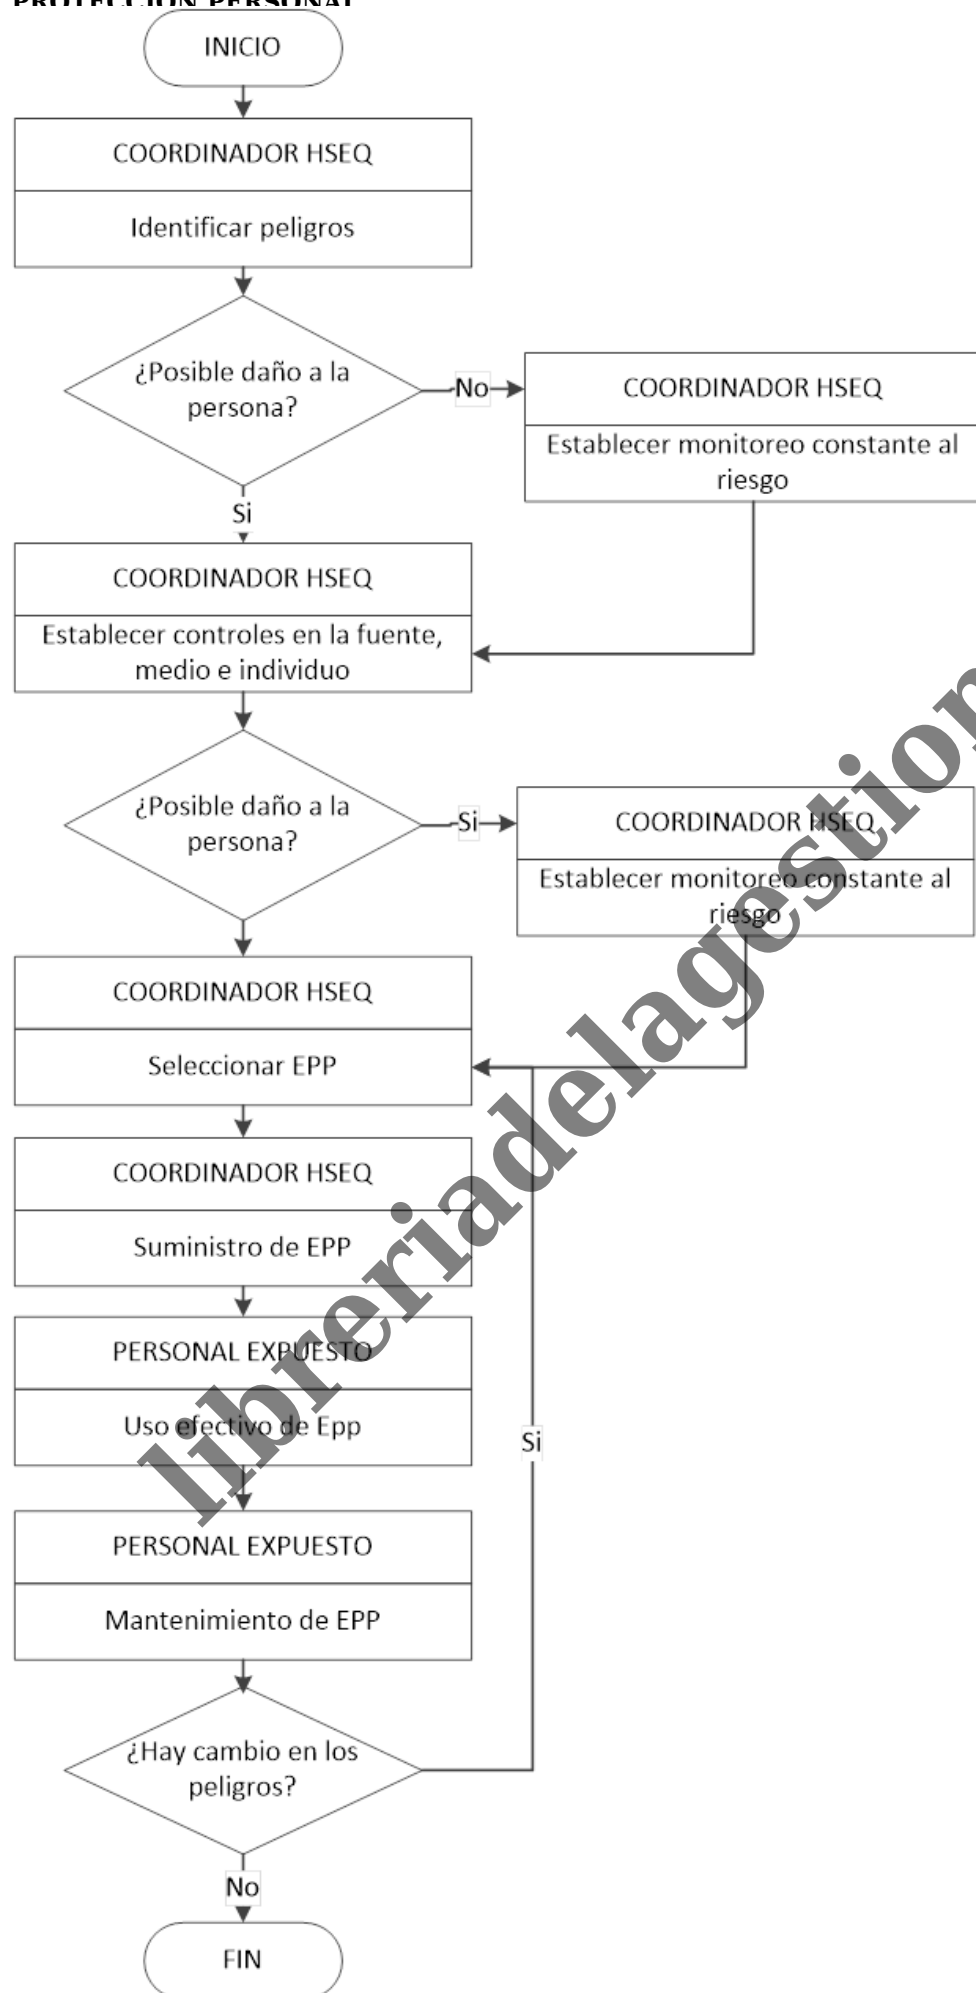 PROTECCIÓN PERSONAL
INICIO
COORDINADOR HSEQ
Identificar peligros
¿Posible daño a la
persona?
No
COORDINADOR HSEQ
Establecer monitoreo constante al
riesgo
Si
COORDINADOR HSEQ
Establecer controles en la fuente,
medio e individuo
¿Posible daño a la
persona?
Si
COORDINADOR HSEQ
Establecer monitoreo constante al
riesgo
COORDINADOR HSEQ
Seleccionar EPP
COORDINADOR HSEQ
Suministro de EPP
PERSONAL EXPUESTO
Uso efectivo de Epp
Si
PERSONAL EXPUESTO
Mantenimiento de EPP
¿Hay cambio en los
peligros?
No
FIN
libreriadelagestion